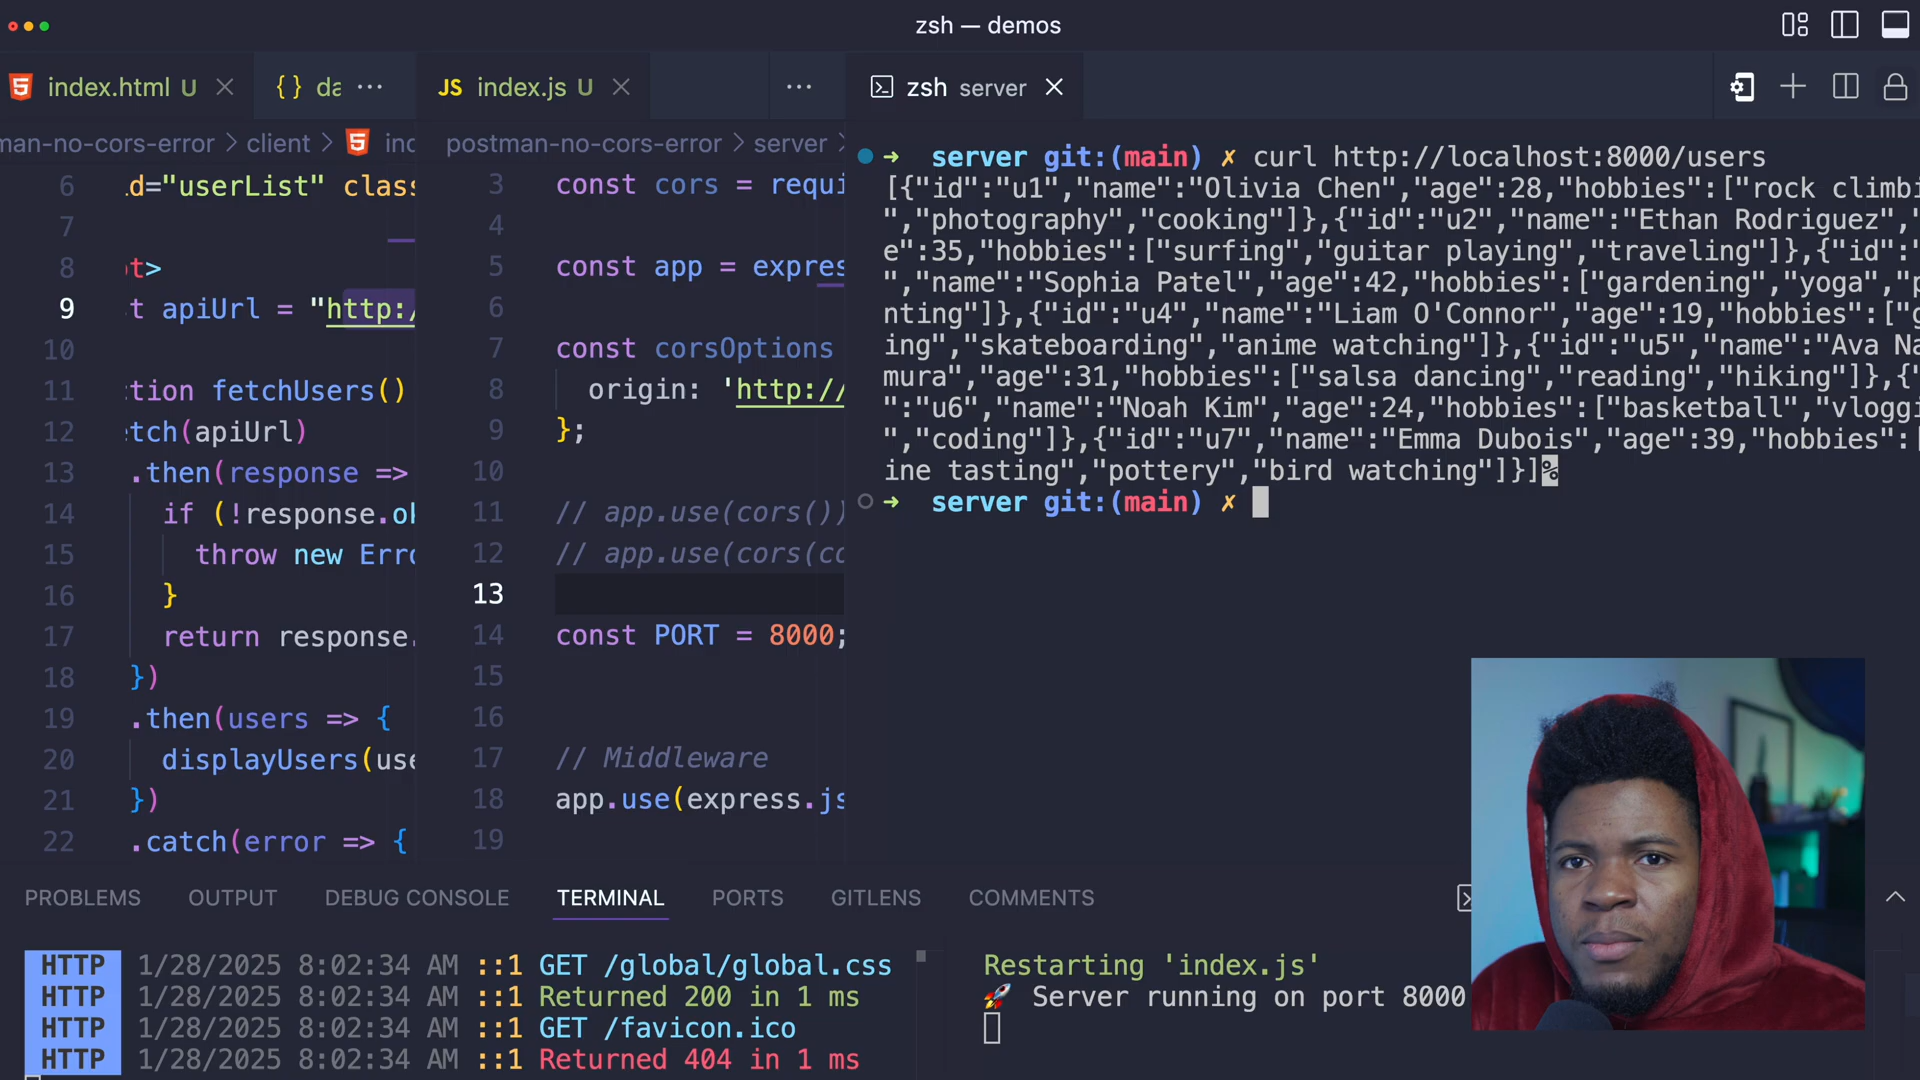 zsh — demos
index.html U
{} da ...
JS index.js U
...
zsh server
man-no-cors-error > client >
postman-no-cors-error > server >
6 id="userList" class
7
8 >
9 t apiUrl = "http:/
10
11 ction fetchUsers()
12 etch(apiUrl)
13 .then(response =>
14 if (!response.ok
15 throw new Erro
16 }
17 return response.
18 })
19 .then(users => {
20 displayUsers(use
21 })
22 .catch(error => {
3 const cors = requi
4
5 const app = expres
6
7 const corsOptions
8 origin: 'http://
9 };
10
11 // app.use(cors())
12 // app.use(cors(co
13
14 const PORT = 8000;
15
16
17 // Middleware
18 app.use(express.js
19
➜ server git:(main) ✗ curl http://localhost:8000/users
[{"id":"u1","name":"Olivia Chen","age":28,"hobbies":["rock climbi
","photography","cooking"]},{"id":"u2","name":"Ethan Rodriguez","
e":35,"hobbies":["surfing","guitar playing","traveling"]},{"id":"
","name":"Sophia Patel","age":42,"hobbies":["gardening","yoga","p
nting"]},{"id":"u4","name":"Liam O'Connor","age":19,"hobbies":["g
ing","skateboarding","anime watching"]},{"id":"u5","name":"Ava Na
mura","age":31,"hobbies":["salsa dancing","reading","hiking"]},{"
":"u6","name":"Noah Kim","age":24,"hobbies":["basketball","vloggi
","coding"]},{"id":"u7","name":"Emma Dubois","age":39,"hobbies":[
ine tasting","pottery","bird watching"]}]%
➜ server git:(main) ✗
PROBLEMS OUTPUT DEBUG CONSOLE TERMINAL PORTS GITLENS COMMENTS
HTTP 1/28/2025 8:02:34 AM ::1 GET /global/global.css
HTTP 1/28/2025 8:02:34 AM ::1 Returned 200 in 1 ms
HTTP 1/28/2025 8:02:34 AM ::1 GET /favicon.ico
HTTP 1/28/2025 8:02:34 AM ::1 Returned 404 in 1 ms
Restarting 'index.js'
🚀 Server running on port 8000